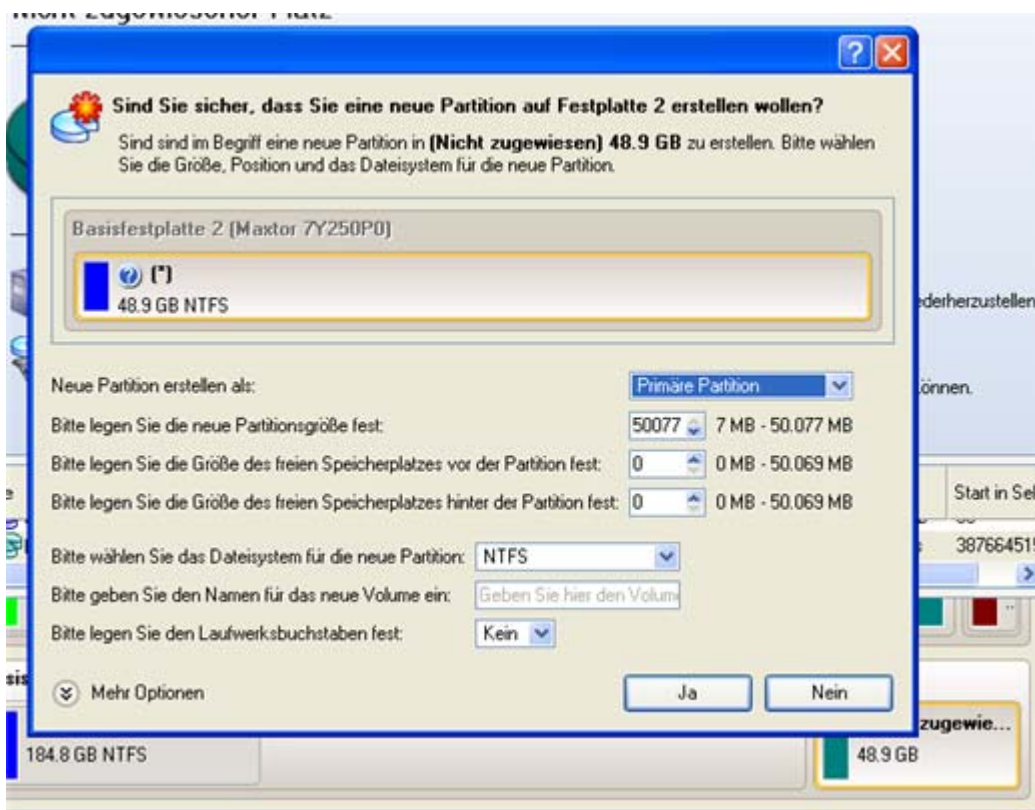 Nicht zugewiesener Platz
Sind Sie sicher, dass Sie eine neue Partition auf Festplatte 2 erstellen wollen?
Sind sind im Begriff eine neue Partition in (Nicht zugewiesen) 48.9 GB zu erstellen. Bitte wählen
Sie die Größe, Position und das Dateisystem für die neue Partition.
Basisfestplatte 2 (Maxtor 7Y250P0)
(*)
48.9 GB NTFS
ederherzustellen
Neue Partition erstellen als: Primäre Partition
önnen.
Bitte legen Sie die neue Partitionsgröße fest: 50077 7 MB - 50.077 MB
Bitte legen Sie die Größe des freien Speicherplatzes vor der Partition fest: 0 0 MB - 50.069 MB
Bitte legen Sie die Größe des freien Speicherplatzes hinter der Partition fest: 0 0 MB - 50.069 MB
Start in Sel
Bitte wählen Sie das Dateisystem für die neue Partition: NTFS
387664519
Bitte geben Sie den Namen für das neue Volume ein: Geben Sie hier den Volum
Bitte legen Sie den Laufwerksbuchstaben fest: Kein
Mehr Optionen
Ja Nein
sis
zugewie...
184.8 GB NTFS
48.9 GB